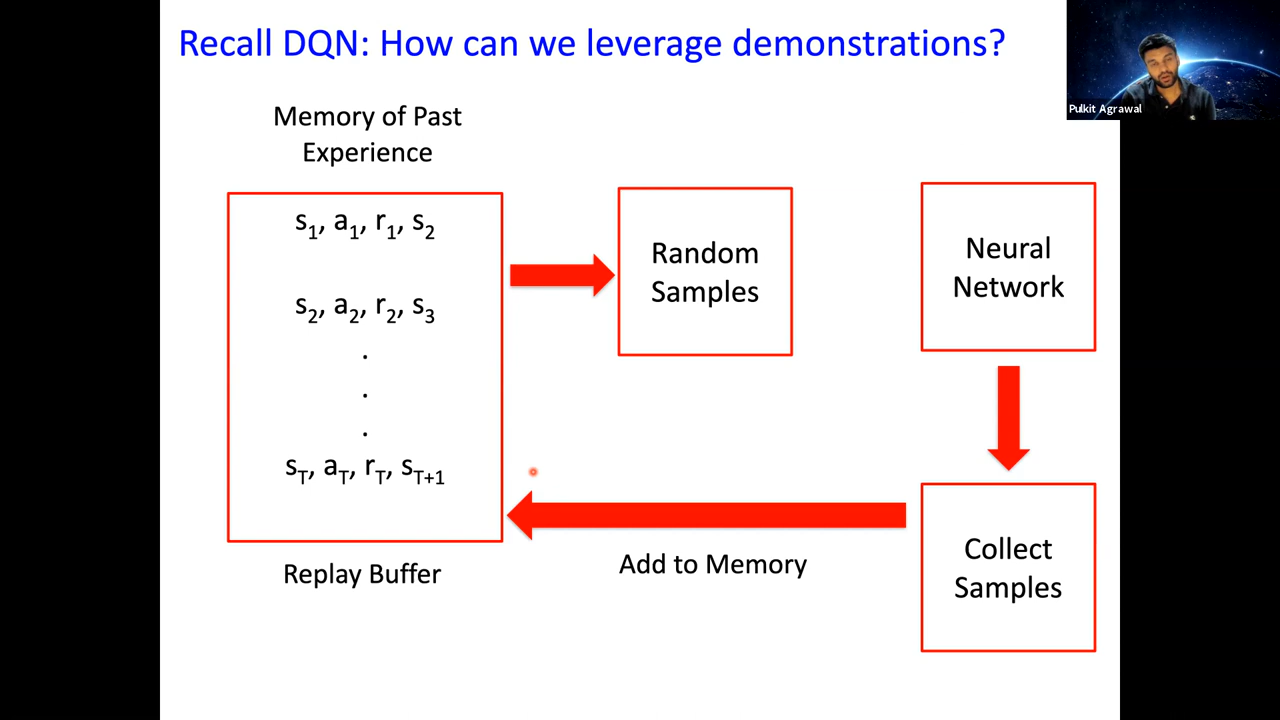 Recall DQN: How can we leverage demonstrations?
Pulkit Agrawal
Memory of Past
Experience
s1, a1, r1, s2
s2, a2, r2, s3
.
.
.
sT, aT, rT, sT+1
Replay Buffer
Random
Samples
Neural
Network
Add to Memory
Collect
Samples